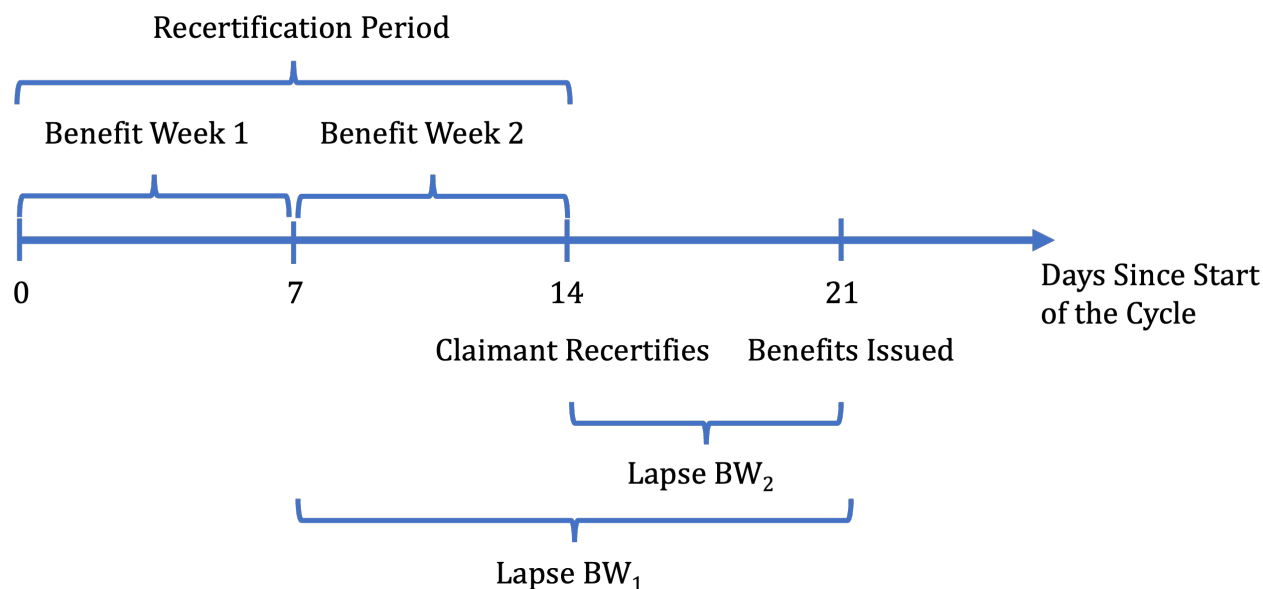 Recertification Period
Benefit Week 1 Benefit Week 2
0 7 14 21
Days Since Start
of the Cycle
Claimant Recertifies Benefits Issued
Lapse BW₂
Lapse BW₁